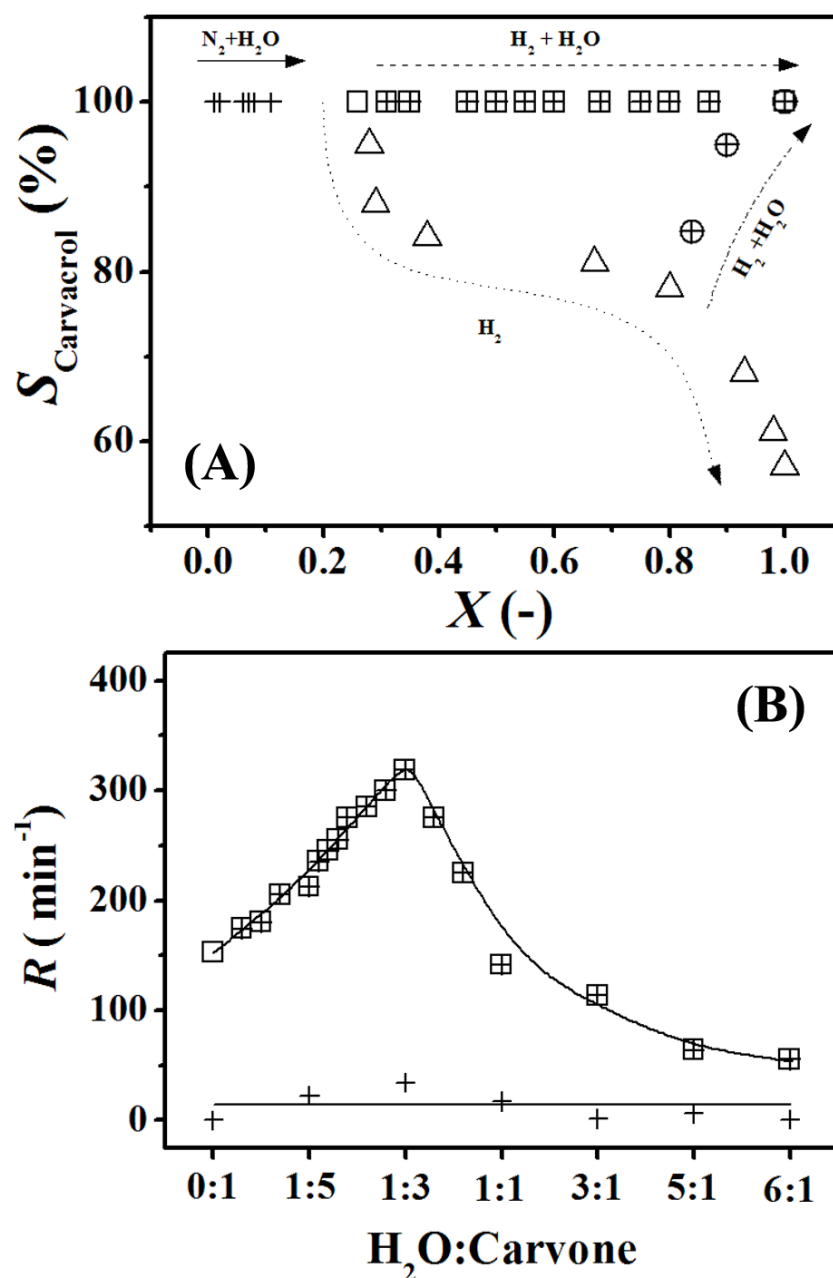 N₂+H₂O
H₂ + H₂O
100
80
60
S Carvacrol (%)
H₂
H₂+H₂O
(A)
0.0 0.2 0.4 0.6 0.8 1.0
X (-)
400
300
200
100
0
R ( min⁻¹)
(B)
0:1 1:5 1:3 1:1 3:1 5:1 6:1
H₂O:Carvone